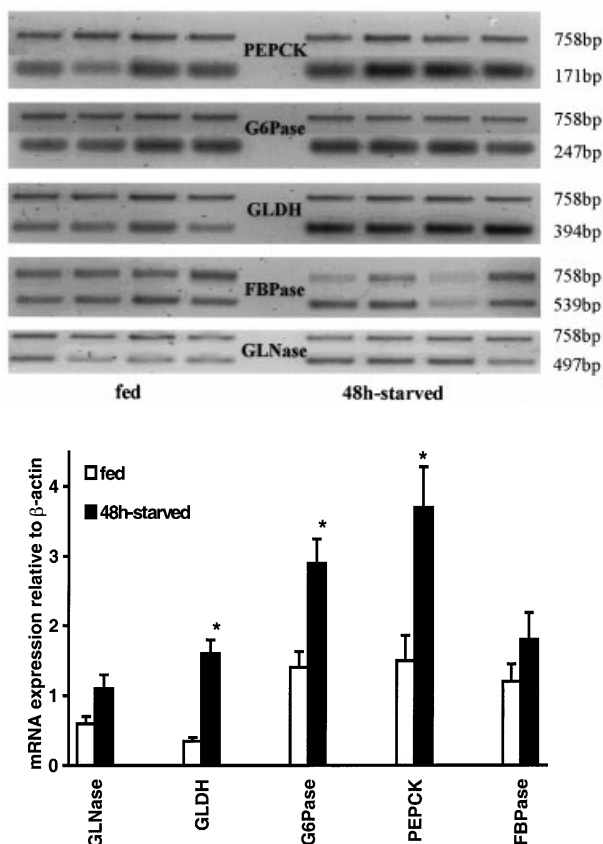 758bp
PEPCK
171bp
758bp
G6Pase
247bp
758bp
GLDH
394bp
758bp
FBPase
539bp
758bp
GLNase
497bp
fed 48h-starved
mRNA expression relative to β-actin
4
3
2
1
0
fed
48h-starved
*
*
*
GLNase
GLDH
G6Pase
PEPCK
FBPase